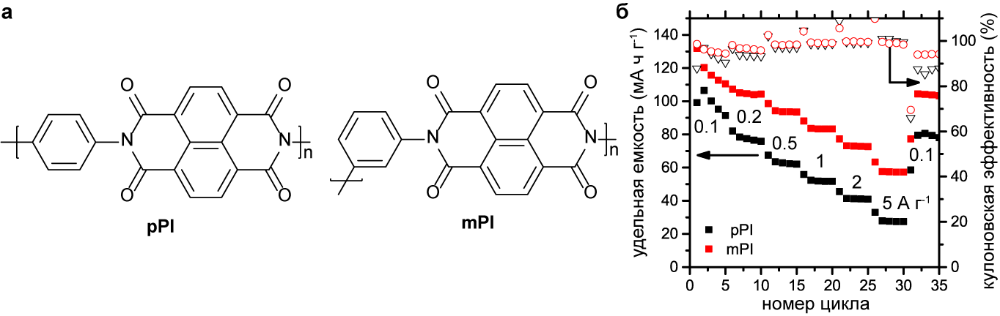 а
O
O
N
N
n
O
O
pPI
O
O
N
N
n
O
O
mPI
б
удельная емкость (мА ч г⁻¹)
140
120
100
80
60
40
20
0
0.1
0.2
0.5
1
2
5 А г⁻¹
0.1
pPI
mPI
0
5
10
15
20
25
30
35
номер цикла
100
80
60
40
20
0
кулоновская эффективность (%)